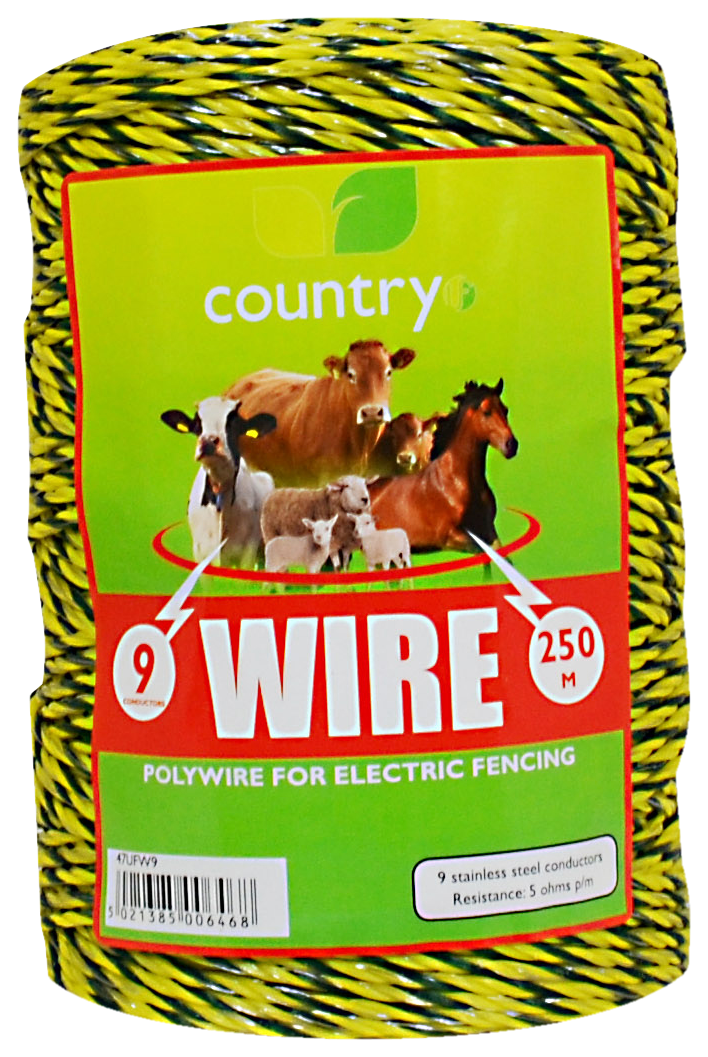 country UF
9
CONDUCTORS
WIRE
250
M
POLYWIRE FOR ELECTRIC FENCING
47UFW9
5 021385 006468
9 stainless steel conductors
Resistance: 5 ohms p/m